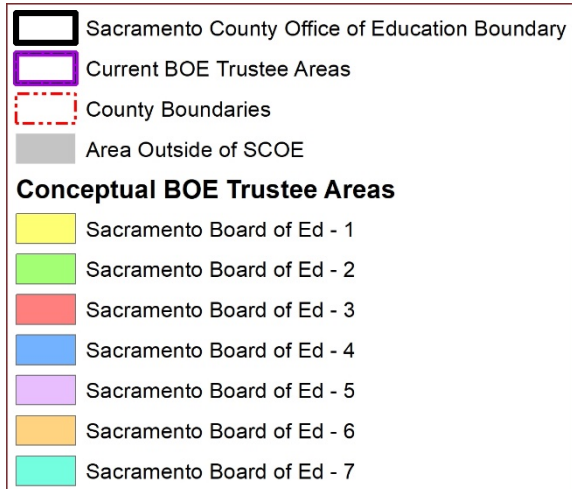 Sacramento County Office of Education Boundary
Current BOE Trustee Areas
County Boundaries
Area Outside of SCOE
Conceptual BOE Trustee Areas
Sacramento Board of Ed - 1
Sacramento Board of Ed - 2
Sacramento Board of Ed - 3
Sacramento Board of Ed - 4
Sacramento Board of Ed - 5
Sacramento Board of Ed - 6
Sacramento Board of Ed - 7